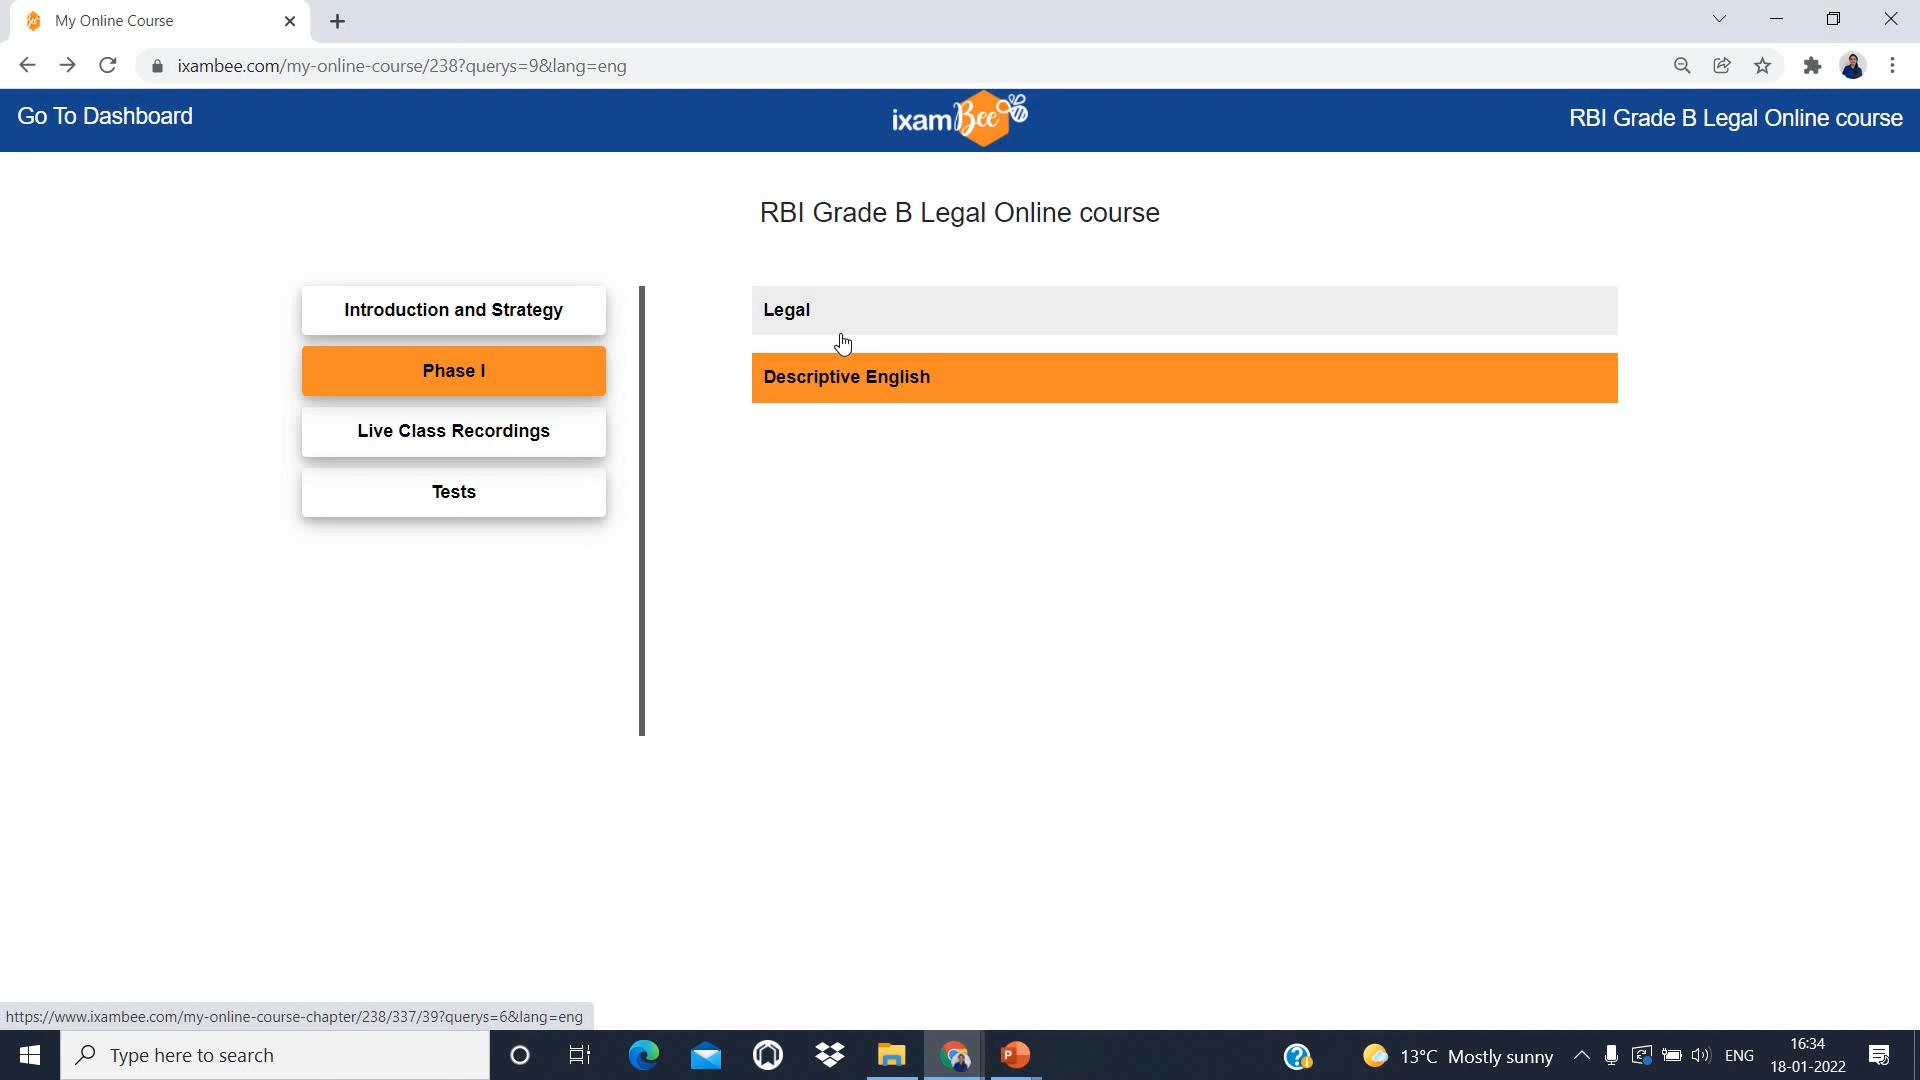 My Online Course
ixambee.com/my-online-course/238?querys=9&lang=eng
Go To Dashboard
ixamBee
RBI Grade B Legal Online course
RBI Grade B Legal Online course
Introduction and Strategy
Phase I
Live Class Recordings
Tests
Legal
Descriptive English
https://www.ixambee.com/my-online-course-chapter/238/337/39?querys=6&lang=eng
Type here to search
13°C Mostly sunny
ENG
16:34
18-01-2022